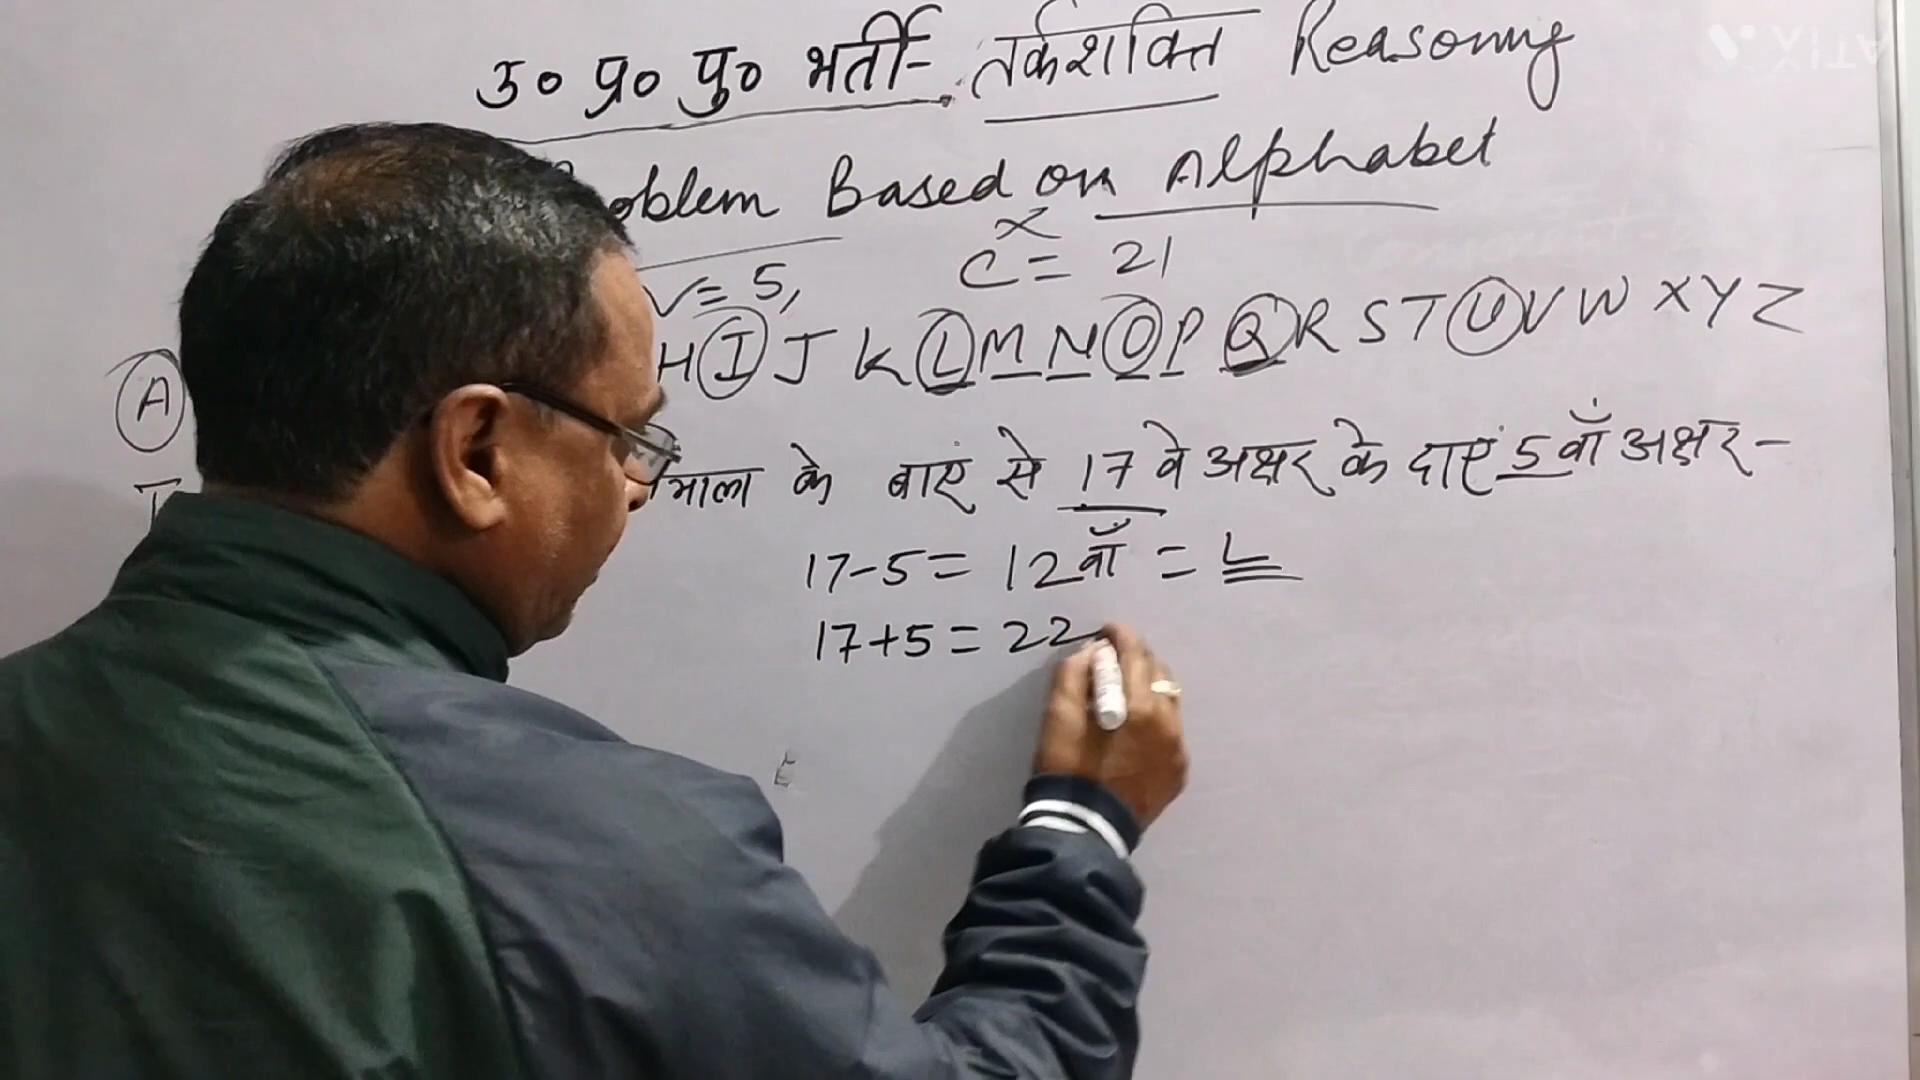 उ० प्र० पु० भर्ती - तर्कशक्ति Reasoning
oblem Based on Alphabet
V = 5, C = 21
A H I J K L M N O P Q R S T U V W X Y Z
माला के बाएं से 17 वे अक्षर के दाएं 5 वाँ अक्षर -
17-5 = 12 वाँ = L
17+5 = 22